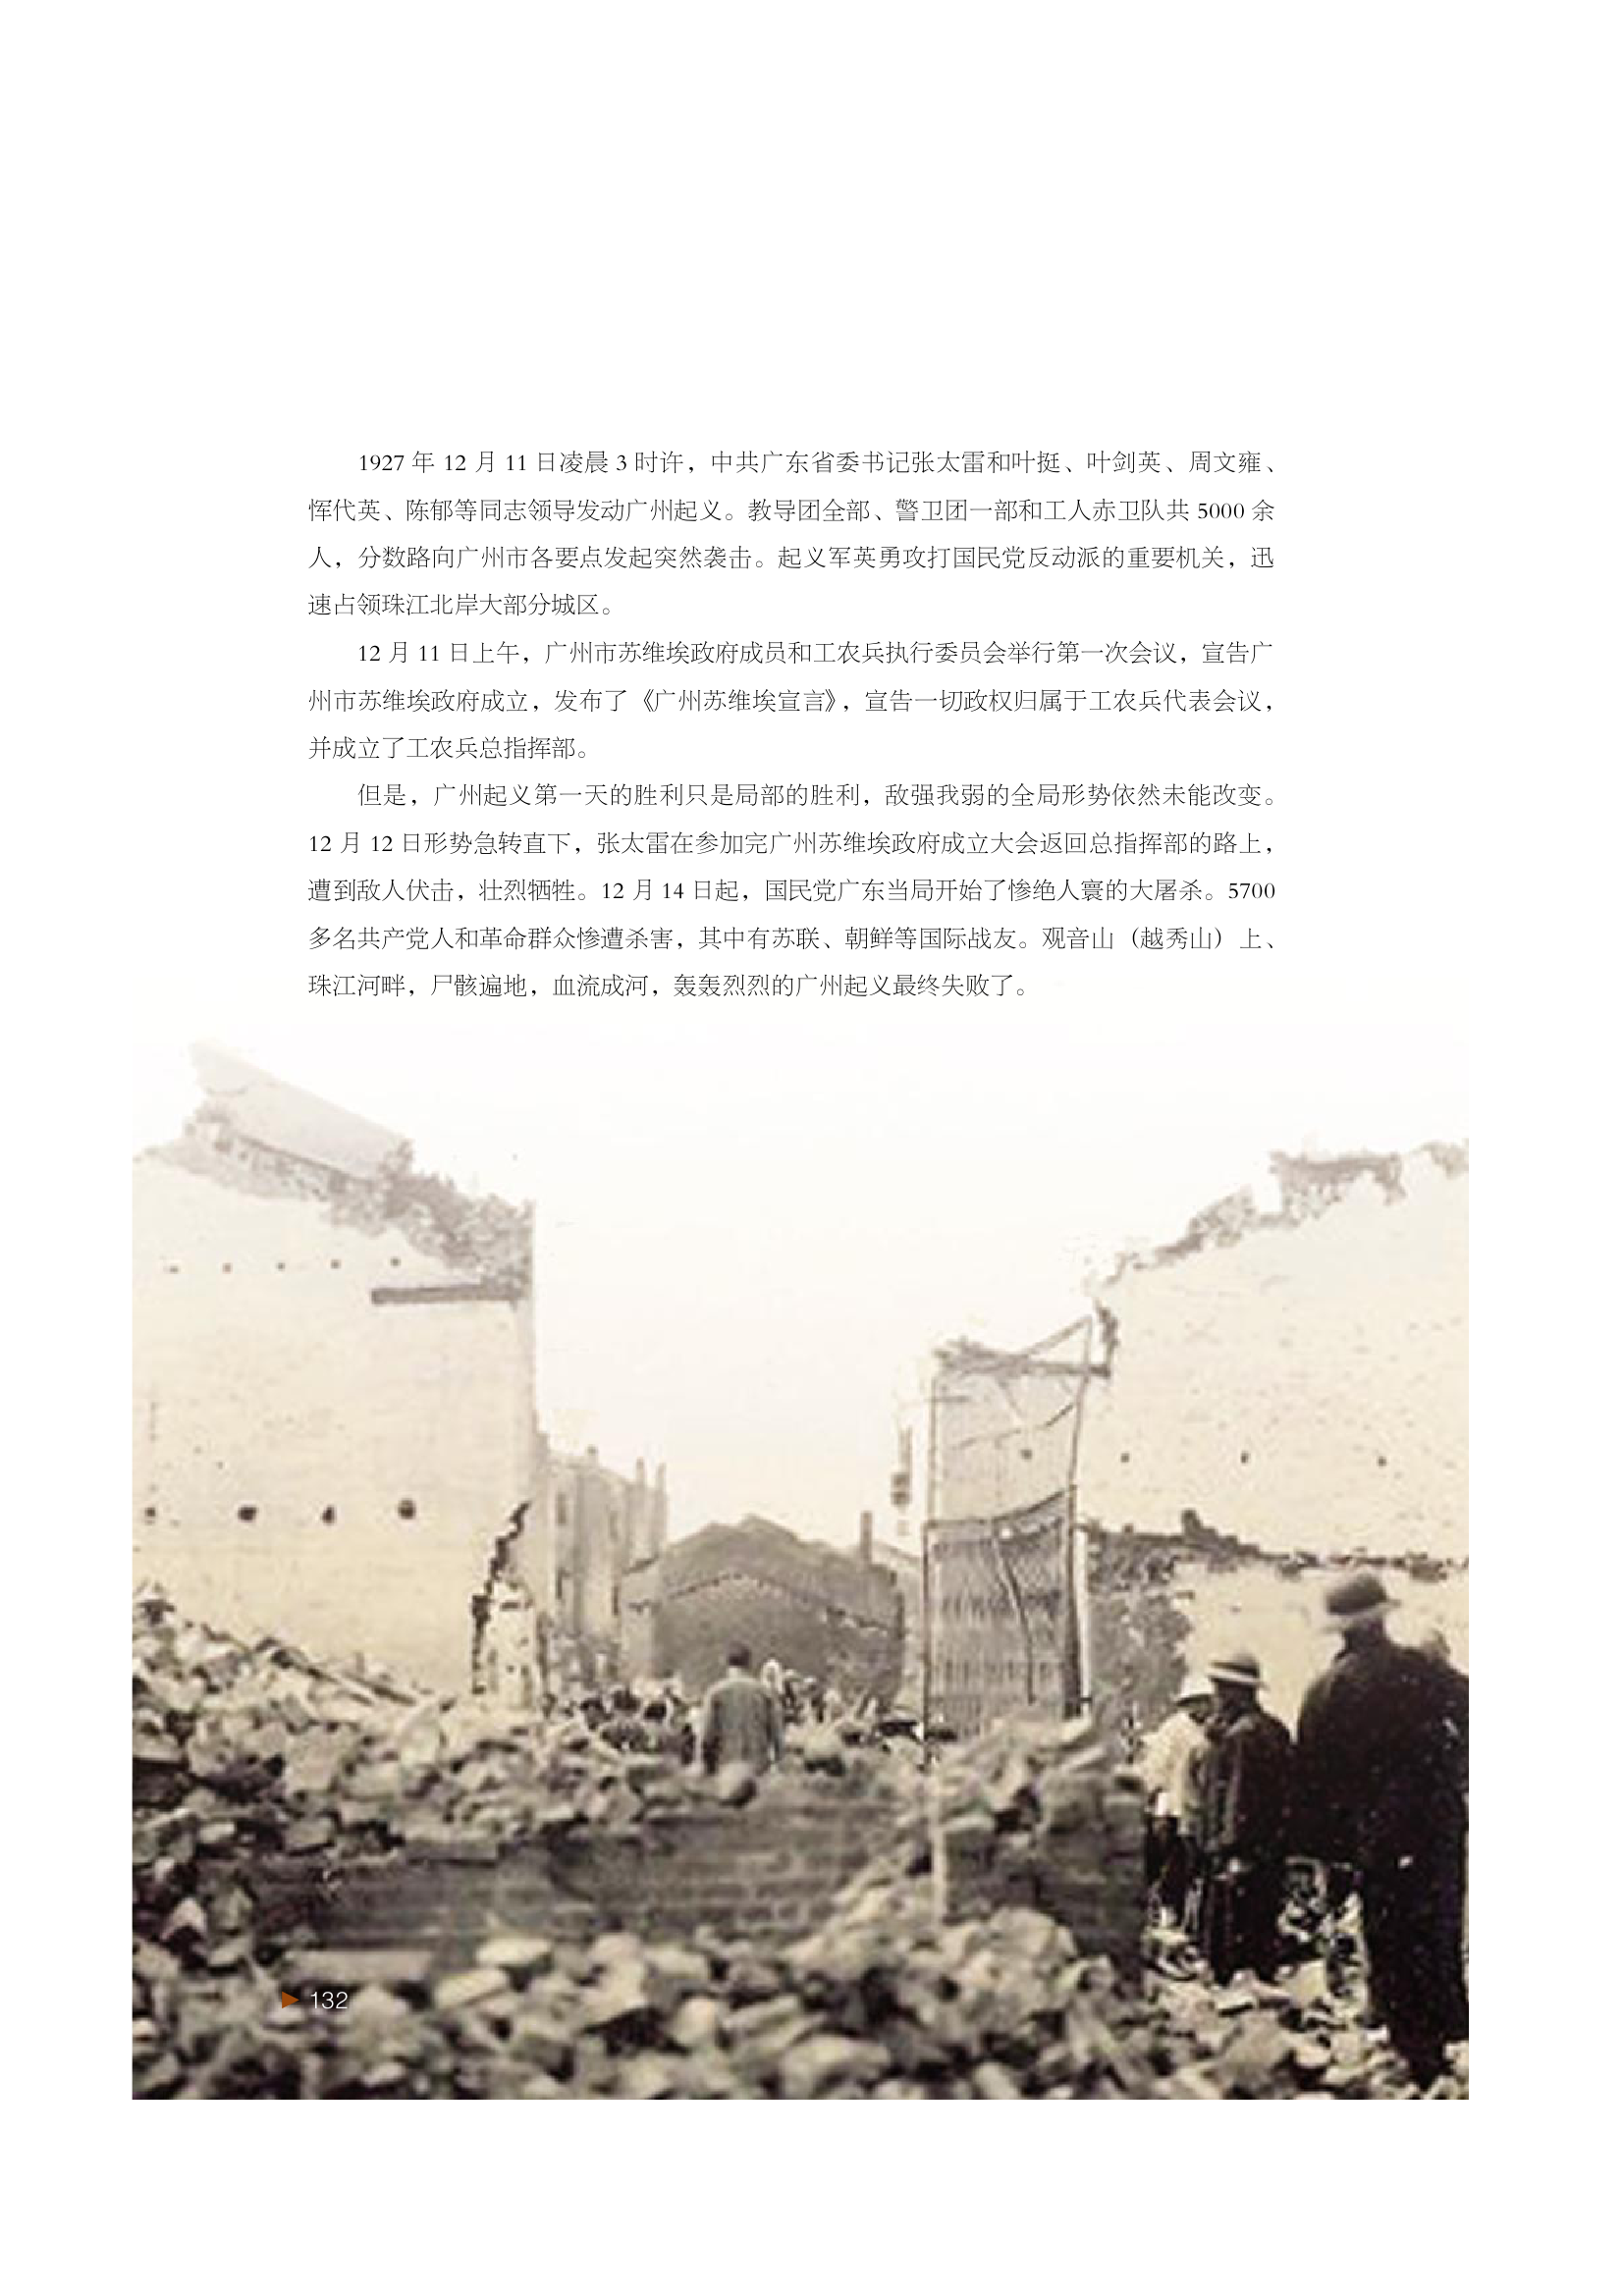 1927 年 12 月 11 日凌晨 3 时许，中共广东省委书记张太雷和叶挺、叶剑英、周文雍、
恽代英、陈郁等同志领导发动广州起义。教导团全部、警卫团一部和工人赤卫队共 5000 余
人，分数路向广州市各要点发起突然袭击。起义军英勇攻打国民党反动派的重要机关，迅
速占领珠江北岸大部分城区。
12 月 11 日上午，广州市苏维埃政府成员和工农兵执行委员会举行第一次会议，宣告广
州市苏维埃政府成立，发布了《广州苏维埃宣言》，宣告一切政权归属于工农兵代表会议，
并成立了工农兵总指挥部。
但是，广州起义第一天的胜利只是局部的胜利，敌强我弱的全局形势依然未能改变。
12 月 12 日形势急转直下，张太雷在参加完广州苏维埃政府成立大会返回总指挥部的路上，
遭到敌人伏击，壮烈牺牲。12 月 14 日起，国民党广东当局开始了惨绝人寰的大屠杀。5700
多名共产党人和革命群众惨遭杀害，其中有苏联、朝鲜等国际战友。观音山（越秀山）上、
珠江河畔，尸骸遍地，血流成河，轰轰烈烈的广州起义最终失败了。
132